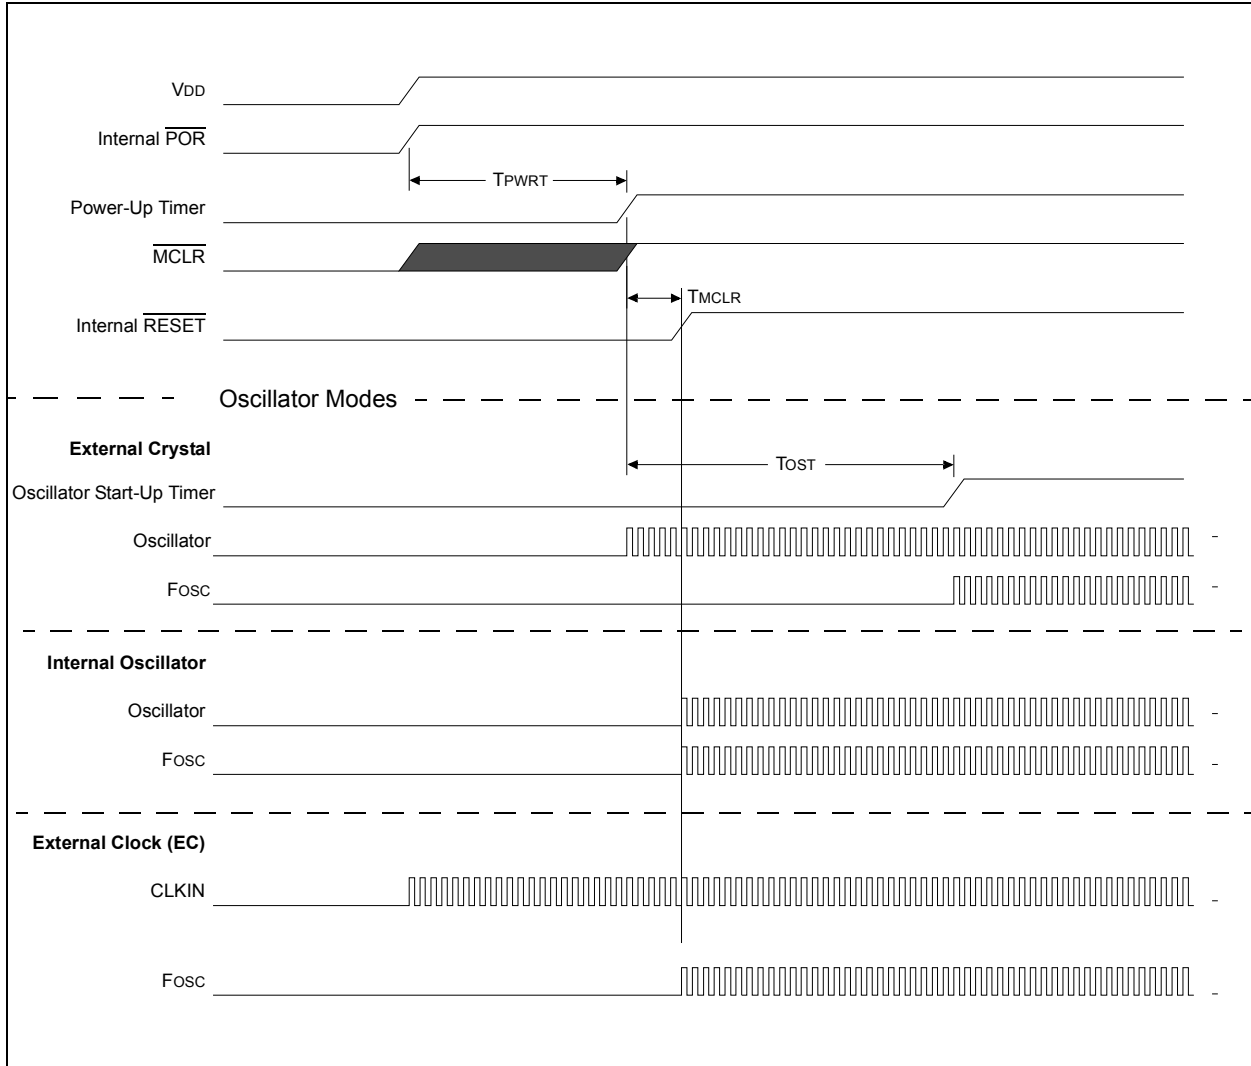 VDD
Internal POR
TPWRT
Power-Up Timer
MCLR
TMCLR
Internal RESET
Oscillator Modes
External Crystal
TOST
Oscillator Start-Up Timer
Oscillator
FOSC
Internal Oscillator
Oscillator
FOSC
External Clock (EC)
CLKIN
FOSC